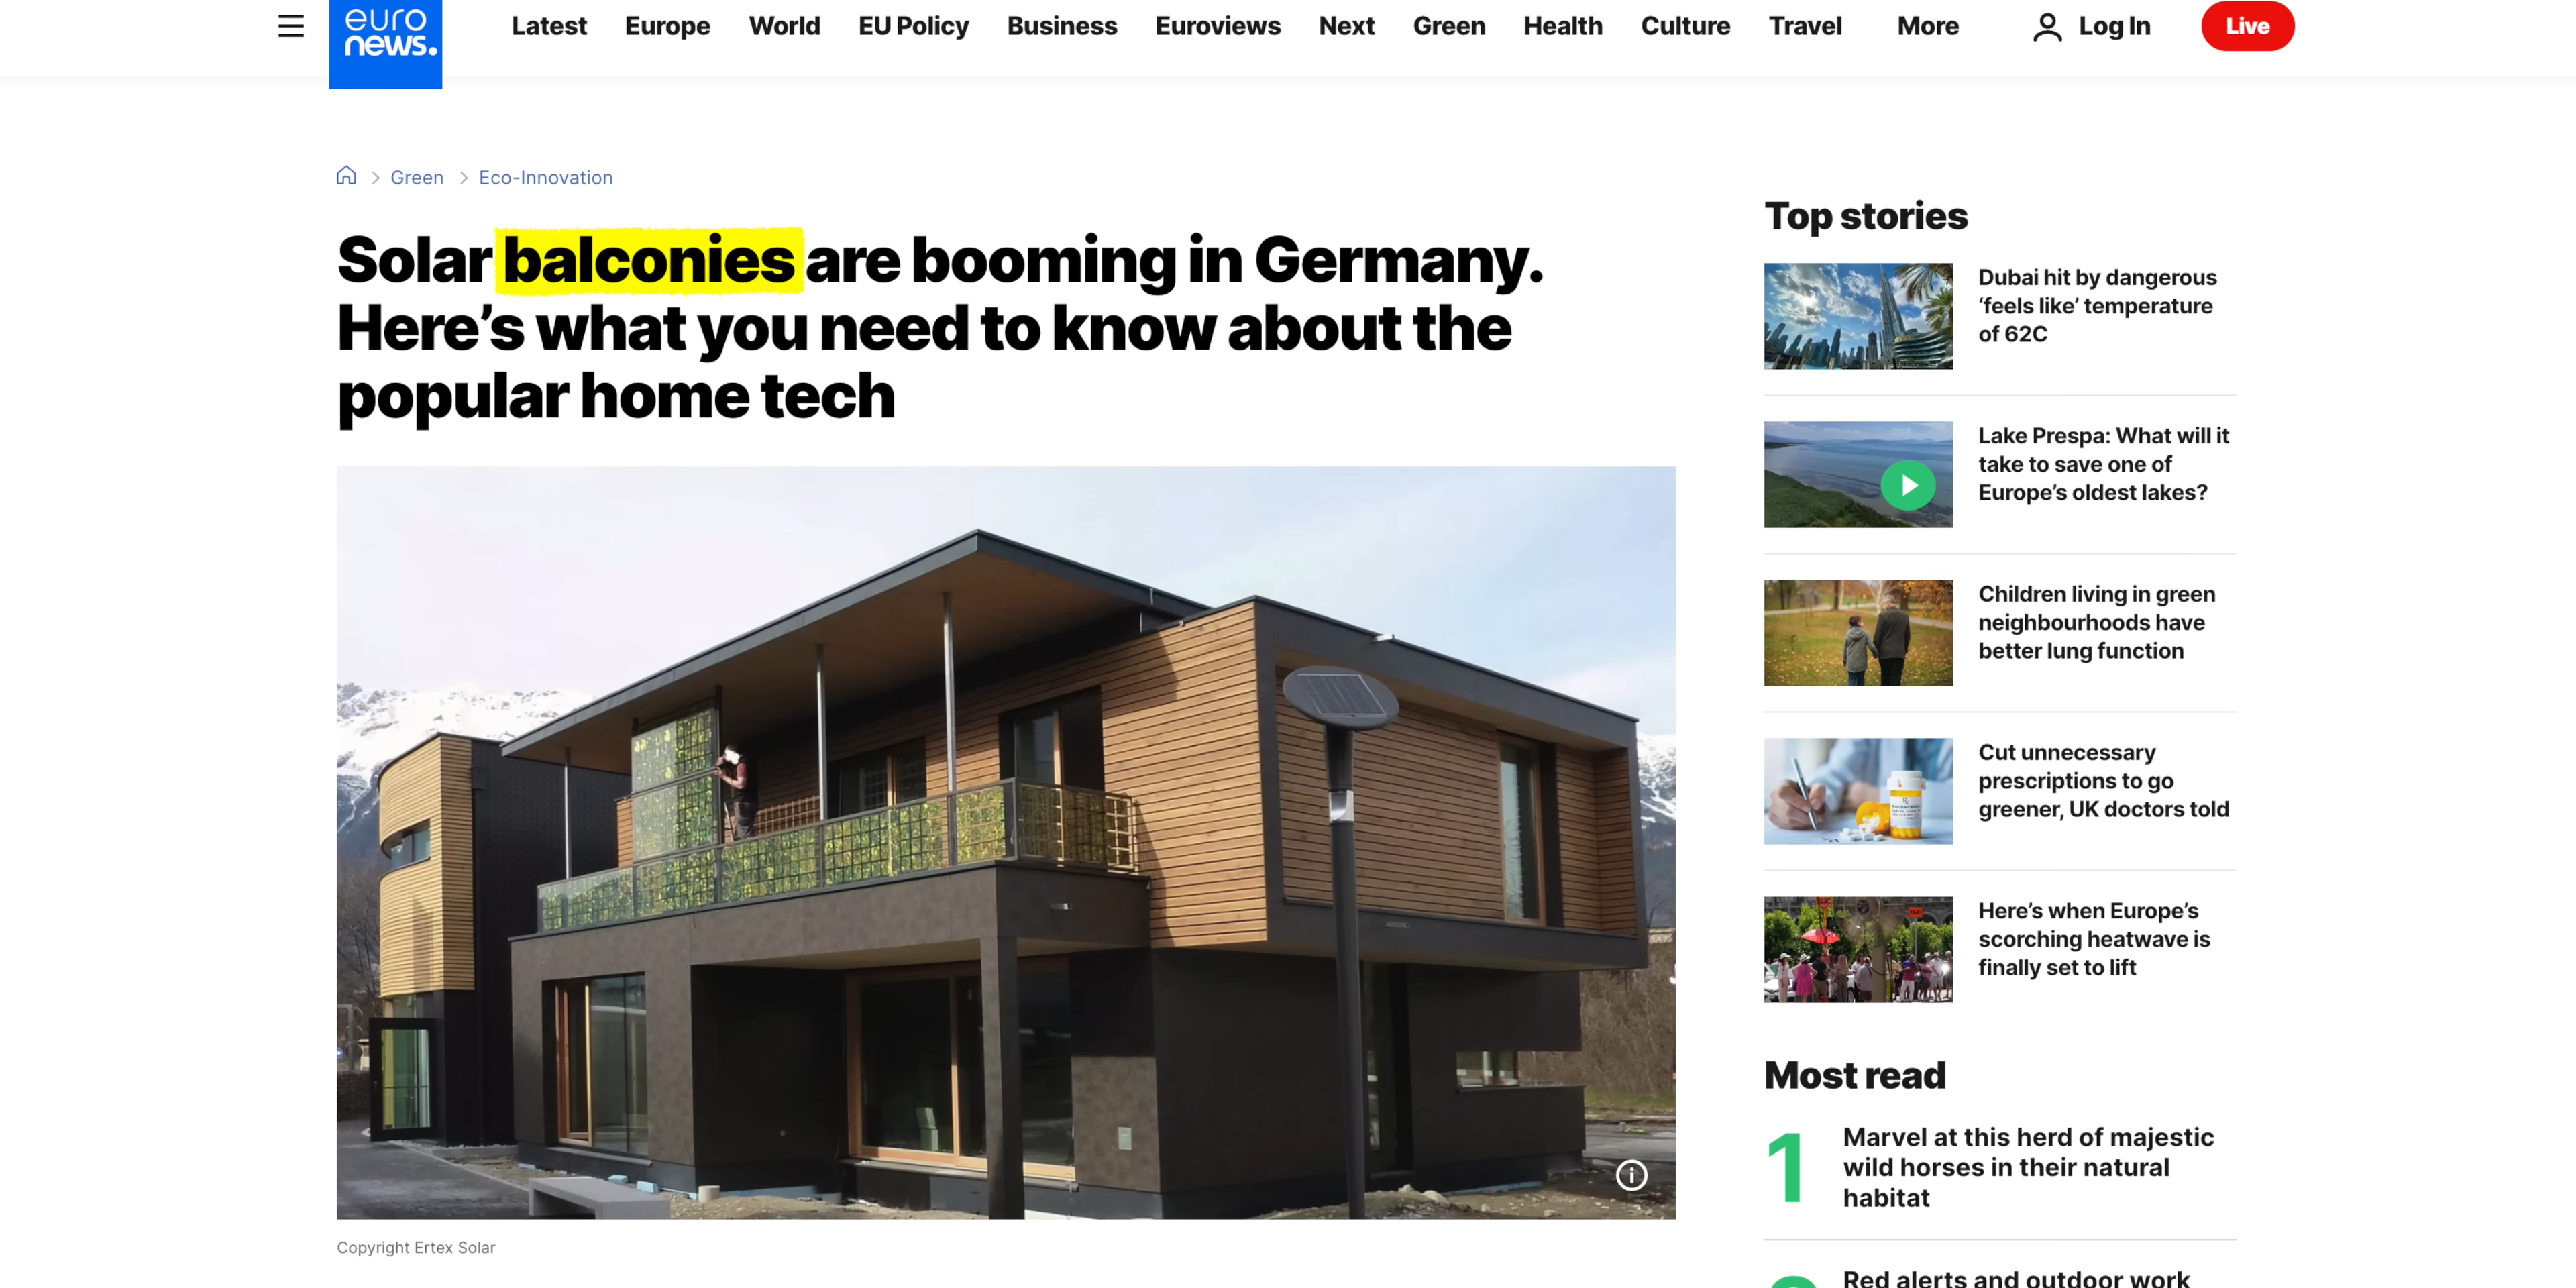 euro
news.
Latest Europe World EU Policy Business Euroviews Next Green Health Culture Travel More Log In Live
Green > Eco-Innovation
Solar balconies are booming in Germany.
Here’s what you need to know about the
popular home tech
Copyright Ertex Solar
Top stories
Dubai hit by dangerous
‘feels like’ temperature
of 62C
Lake Prespa: What will it
take to save one of
Europe’s oldest lakes?
Children living in green
neighbourhoods have
better lung function
Cut unnecessary
prescriptions to go
greener, UK doctors told
Here’s when Europe’s
scorching heatwave is
finally set to lift
Most read
1
Marvel at this herd of majestic
wild horses in their natural
habitat
Red alerts and outdoor work